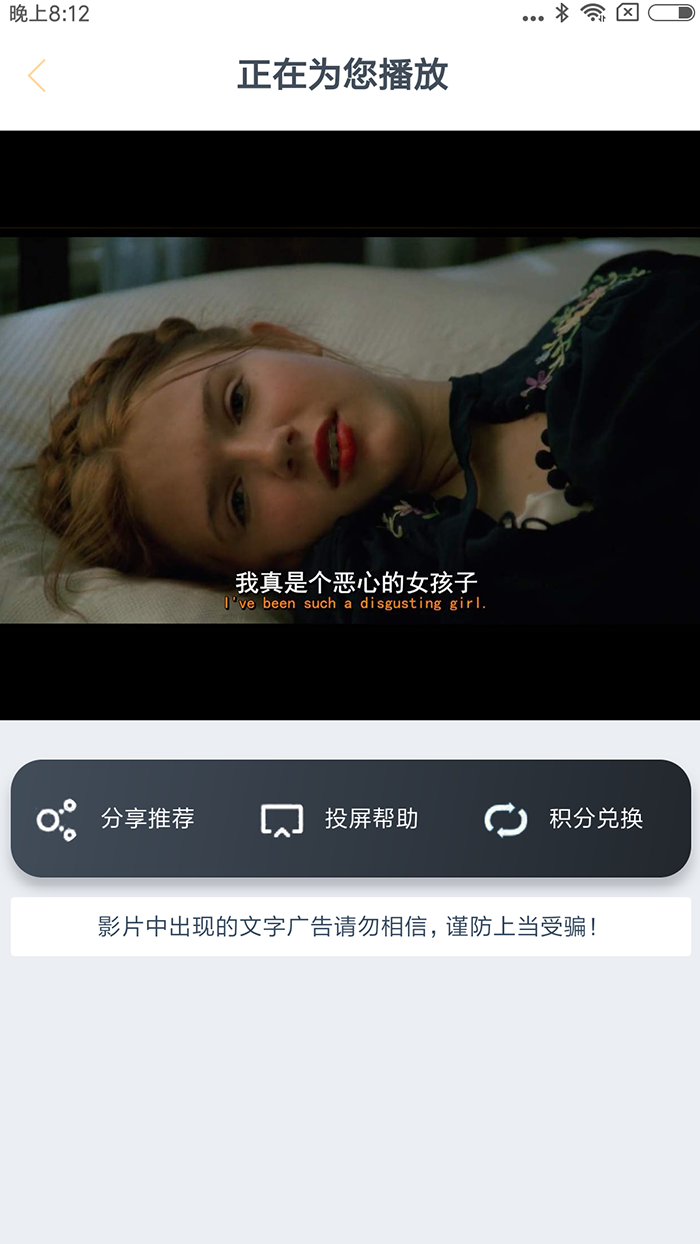 晚上8:12
正在为您播放
我真是个恶心的女孩子
I've been such a disgusting girl.
分享推荐 投屏帮助 积分兑换
影片中出现的文字广告请勿相信，谨防上当受骗！